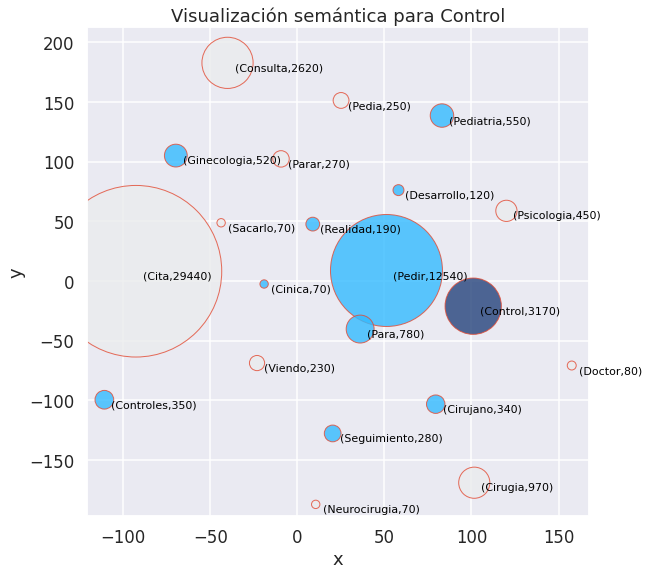 Visualización semántica para Control
200
(Consulta,2620)
150
(Pedia,250)
(Pediatria,550)
100
(Ginecologia,520)
(Parar,270)
(Desarrollo,120)
50
(Psicologia,450)
(Sacarlo,70)
(Realidad,190)
y
0
(Cita,29440)
(Pedir,12540)
(Cinica,70)
(Control,3170)
−50
(Para,780)
(Viendo,230)
(Doctor,80)
−100
(Controles,350)
(Cirujano,340)
(Seguimiento,280)
−150
(Cirugia,970)
(Neurocirugia,70)
−100 −50 0 50 100 150
x